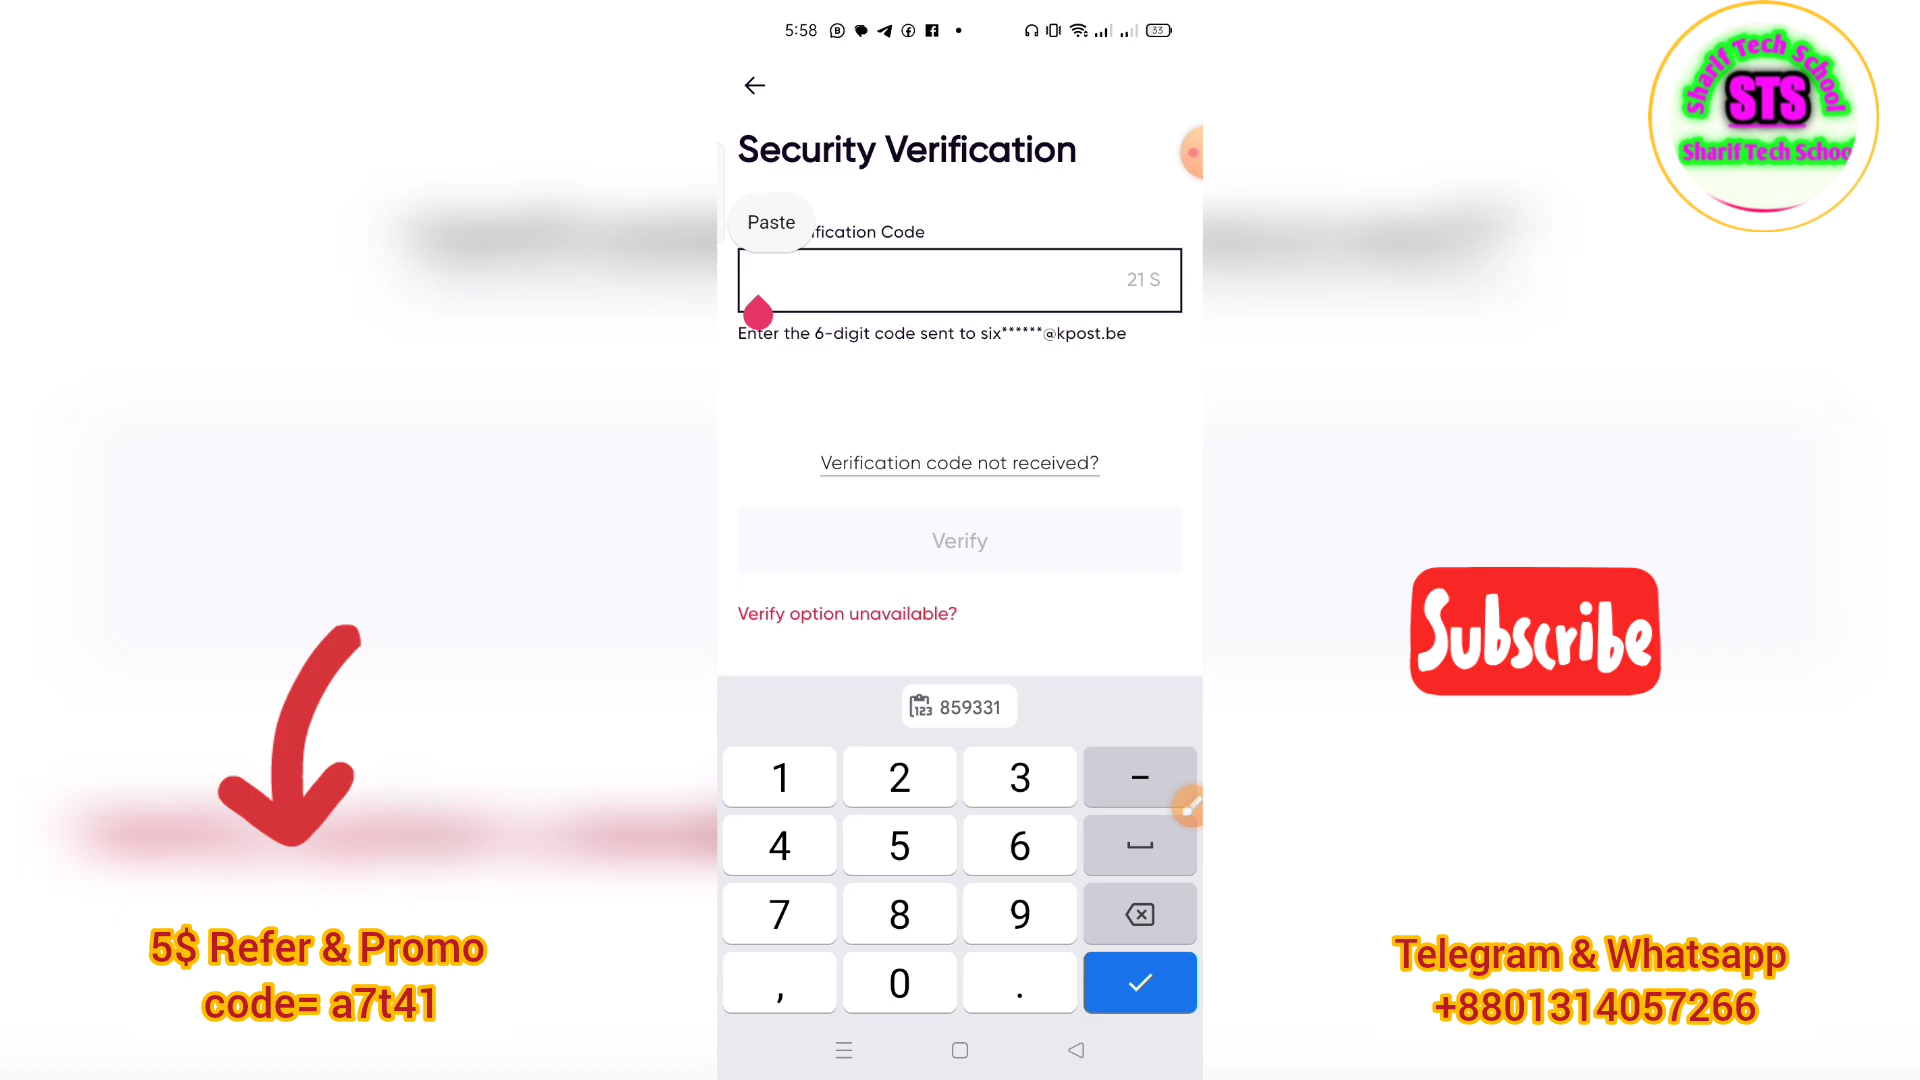 5:58
33
Security Verification
Paste
ification Code
21 S
Enter the 6-digit code sent to six******@kpost.be
Verification code not received?
Verify
Verify option unavailable?
123 859331
1 2 3 -
4 5 6
7 8 9
, 0 .
Sharif Tech School
STS
Sharif Tech Schoo
Subscribe
5$ Refer & Promo
code= a7t41
Telegram & Whatsapp
+8801314057266